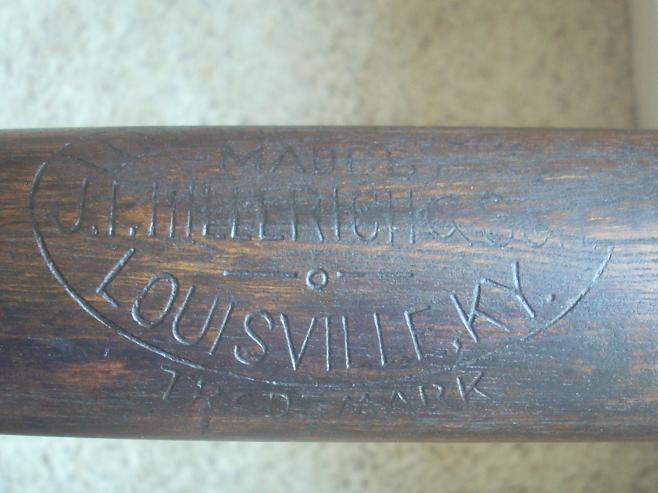 MADE BY
J.F. HILLERICH & SON
LOUISVILLE, KY.
TRADE MARK